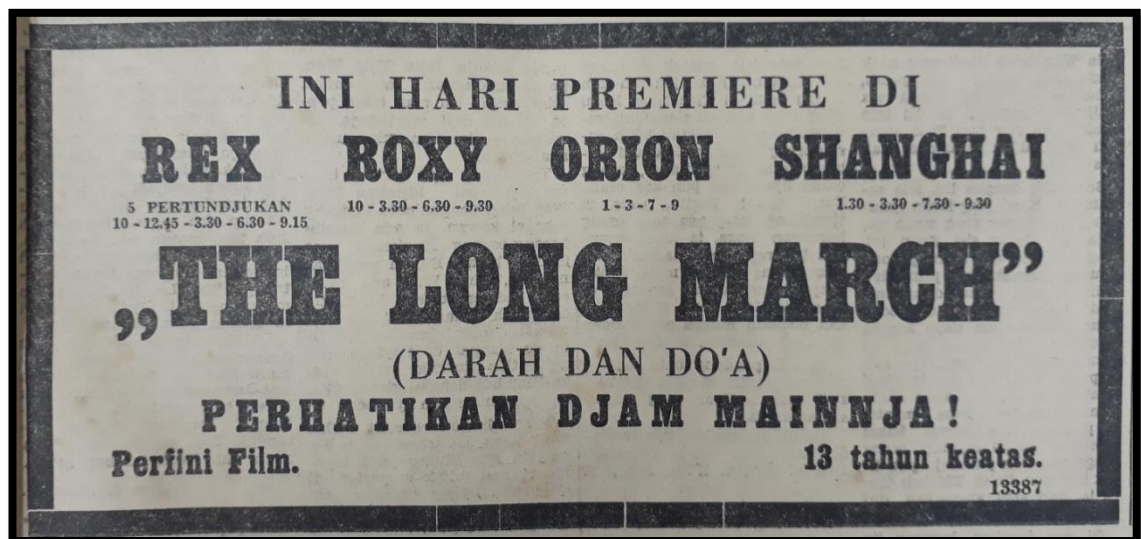 INI HARI PREMIERE DI
REX ROXY ORION SHANGHAI
5 PERTUNDJUKAN 10 - 3.30 - 6.30 - 9.30 1 - 3 - 7 - 9 1.30 - 3.30 - 7.30 - 9.30
10 - 12.45 - 3.30 - 6.30 - 9.15
„THE LONG MARCH”
(DARAH DAN DO'A)
PERHATIKAN DJAM MAINNJA!
Perfini Film. 13 tahun keatas.
13387